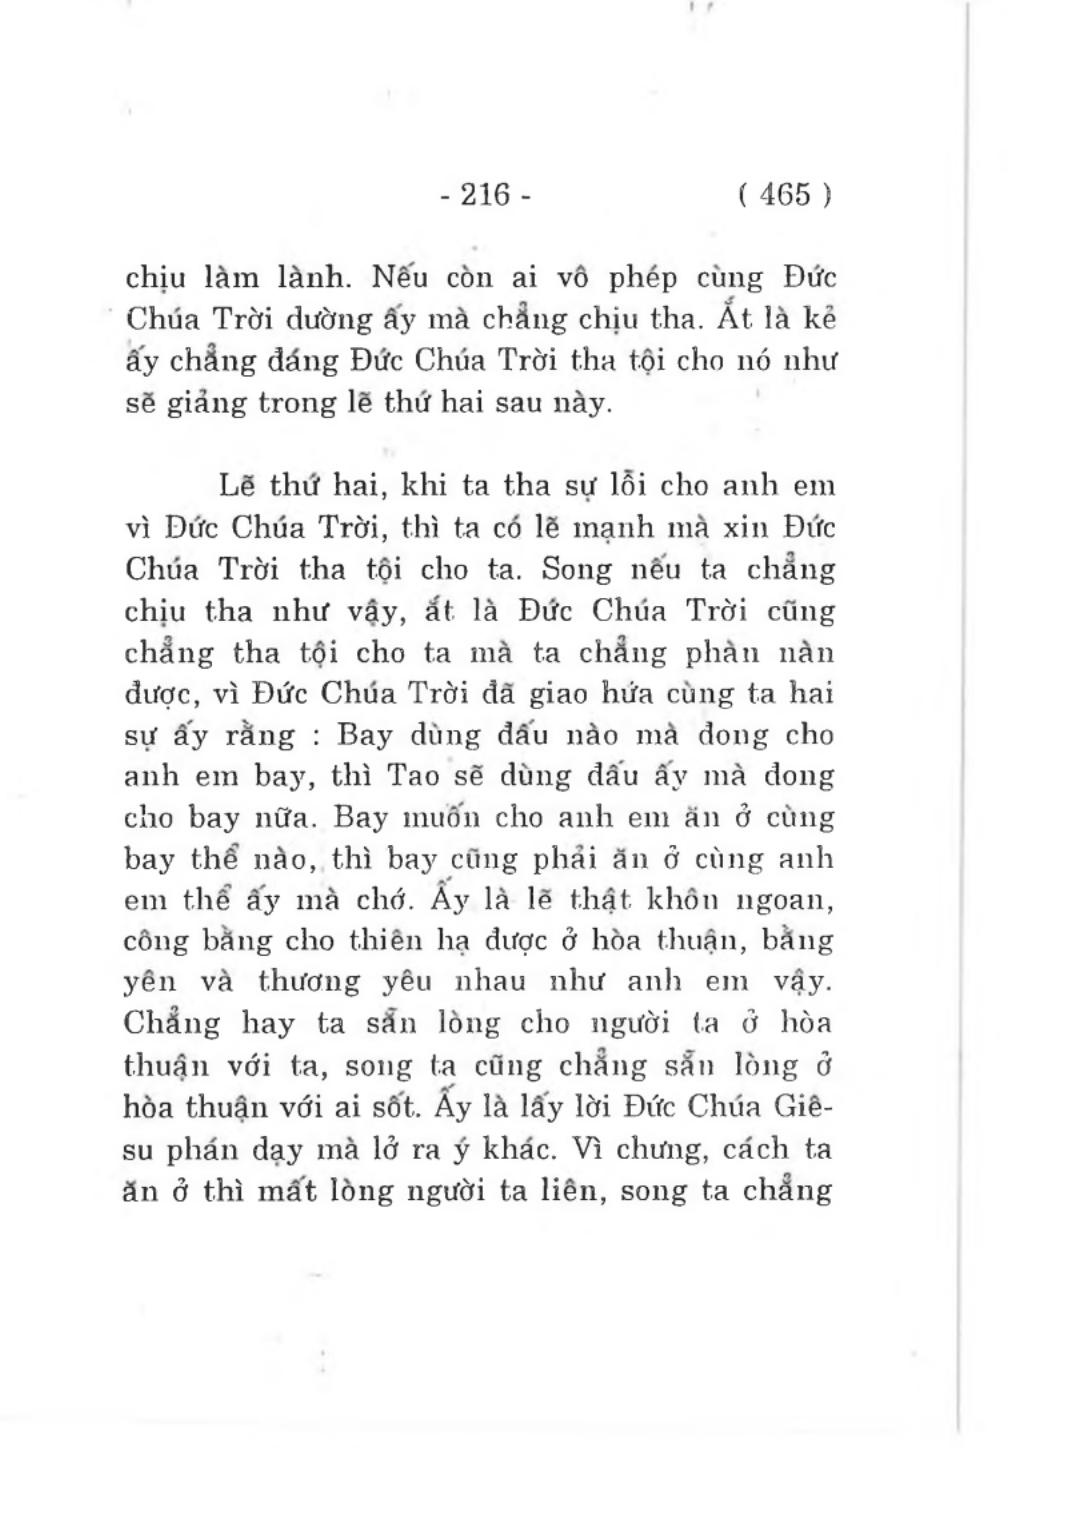 - 216 - ( 465 )
chịu làm lành. Nếu còn ai vô phép cùng Đức
Chúa Trời dường ấy mà chẳng chịu tha. Ắt là kẻ
ấy chẳng đáng Đức Chúa Trời tha tội cho nó như
sẽ giảng trong lẽ thứ hai sau này.
Lẽ thứ hai, khi ta tha sự lỗi cho anh em
vì Đức Chúa Trời, thì ta có lẽ mạnh mà xin Đức
Chúa Trời tha tội cho ta. Song nếu ta chẳng
chịu tha như vậy, ắt là Đức Chúa Trời cũng
chẳng tha tội cho ta mà ta chẳng phàn nàn
được, vì Đức Chúa Trời đã giao hứa cùng ta hai
sự ấy rằng : Bay dùng đấu nào mà đong cho
anh em bay, thì Tao sẽ dùng đấu ấy mà đong
cho bay nữa. Bay muốn cho anh em ăn ở cùng
bay thể nào, thì bay cũng phải ăn ở cùng anh
em thể ấy mà chớ. Ấy là lẽ thật khôn ngoan,
công bằng cho thiên hạ được ở hòa thuận, bằng
yên và thương yêu nhau như anh em vậy.
Chẳng hay ta sẵn lòng cho người ta ở hòa
thuận với ta, song ta cũng chẳng sẵn lòng ở
hòa thuận với ai sốt. Ấy là lấy lời Đức Chúa Giê-
su phán dạy mà lở ra ý khác. Vì chưng, cách ta
ăn ở thì mất lòng người ta liên, song ta chẳng